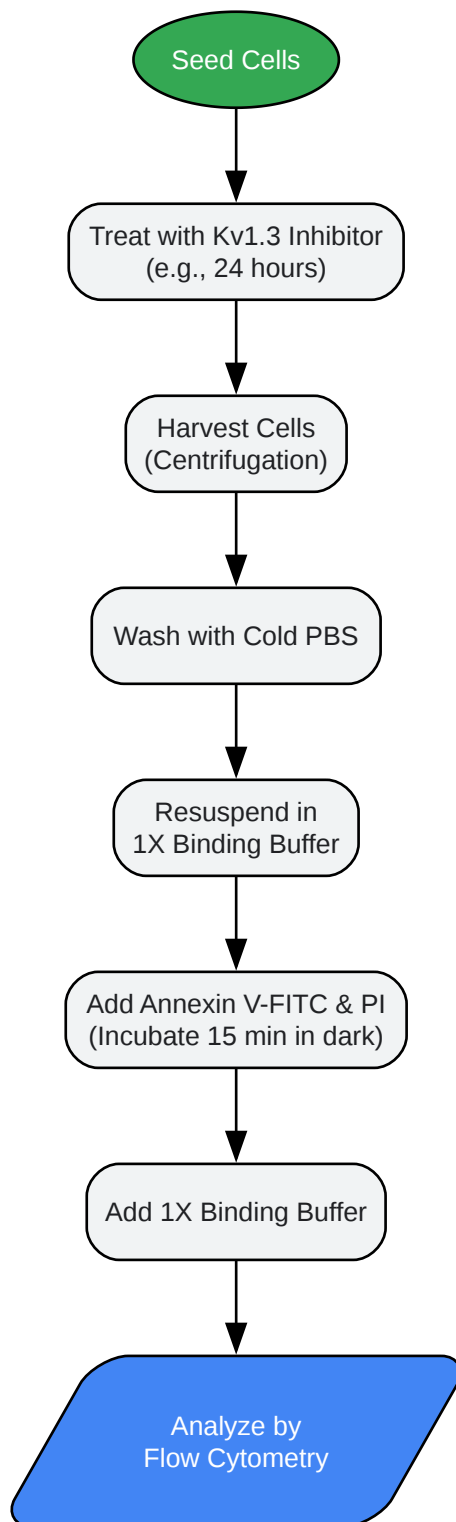 Seed Cells
Treat with Kv1.3 Inhibitor
(e.g., 24 hours)
Harvest Cells
(Centrifugation)
Wash with Cold PBS
Resuspend in
1X Binding Buffer
Add Annexin V-FITC & PI
(Incubate 15 min in dark)
Add 1X Binding Buffer
Analyze by
Flow Cytometry